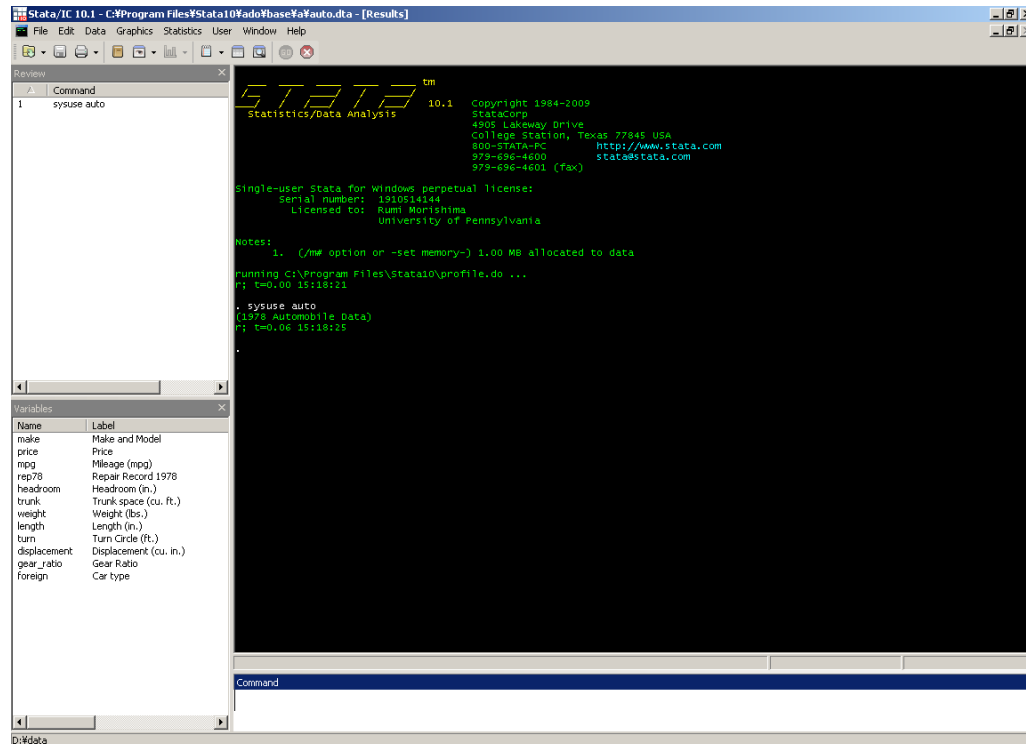 Stata/IC 10.1 - C:¥Program Files¥Stata10¥ado¥base¥a¥auto.dta - [Results]
File Edit Data Graphics Statistics User Window Help
Review
Command
1 sysuse auto
Variables
Name Label
make Make and Model
price Price
mpg Mileage (mpg)
rep78 Repair Record 1978
headroom Headroom (in.)
trunk Trunk space (cu. ft.)
weight Weight (lbs.)
length Length (in.)
turn Turn Circle (ft.)
displacement Displacement (cu. in.)
gear_ratio Gear Ratio
foreign Car type
STATA tm
10.1 Copyright 1984-2009
Statistics/Data Analysis StataCorp
4905 Lakeway Drive
College Station, Texas 77845 USA
800-STATA-PC http://www.stata.com
979-696-4600 stata@stata.com
979-696-4601 (fax)
Single-user Stata for Windows perpetual license:
Serial number: 1910514144
Licensed to: Rumi Morishima
University of Pennsylvania
Notes:
1. (/m# option or -set memory-) 1.00 MB allocated to data
running C:\Program Files\Stata10\profile.do ...
r; t=0.00 15:18:21
. sysuse auto
(1978 Automobile Data)
r; t=0.06 15:18:25
.
Command
D:¥data